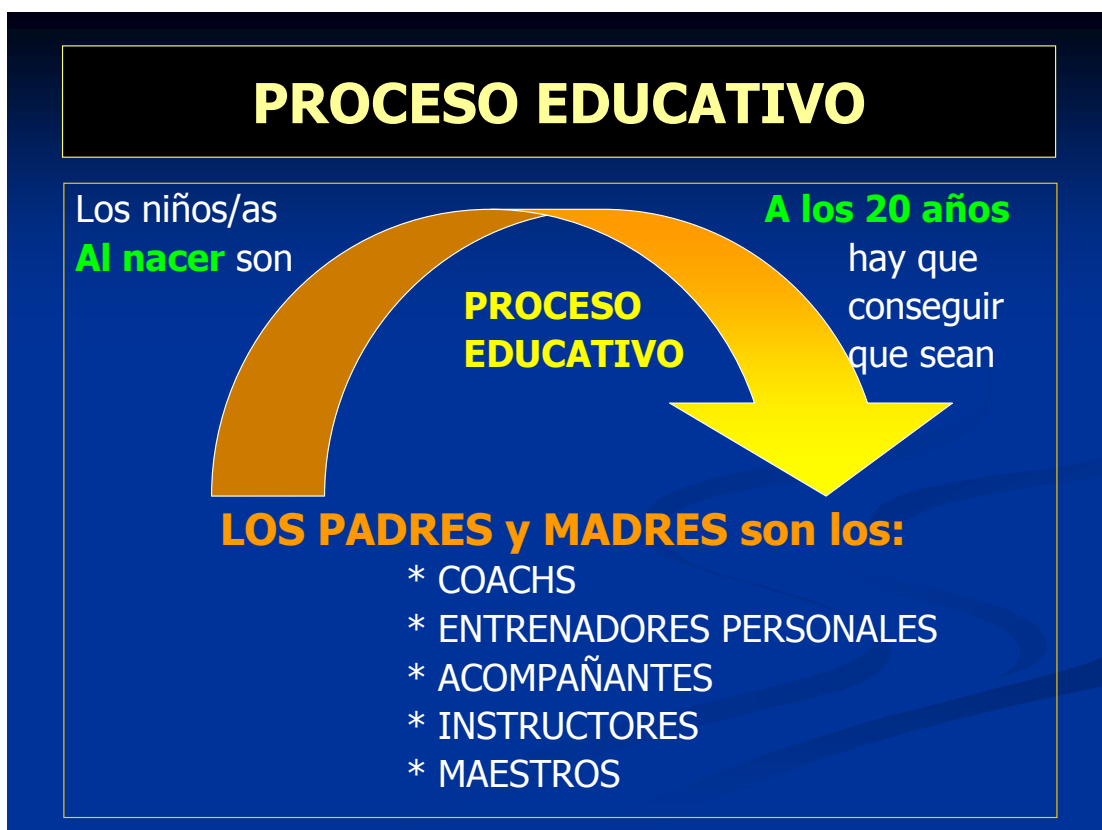 PROCESO EDUCATIVO
Los niños/as
Al nacer son
A los 20 años
hay que
conseguir
que sean
PROCESO
EDUCATIVO
LOS PADRES y MADRES son los:
* COACHS
* ENTRENADORES PERSONALES
* ACOMPAÑANTES
* INSTRUCTORES
* MAESTROS